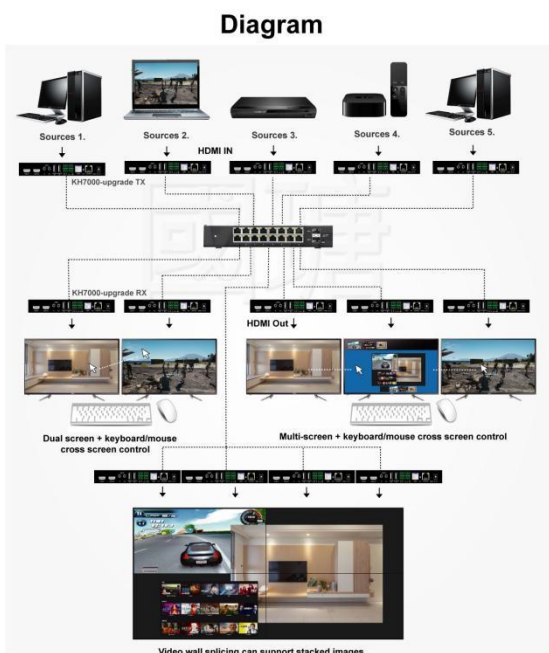 Diagram
Sources 1.
Sources 2.
Sources 3.
Sources 4.
Sources 5.
HDMI IN
KH7000-upgrade TX
KH7000-upgrade RX
HDMI Out
Dual screen + keyboard/mouse
cross screen control
Multi-screen + keyboard/mouse cross screen control
Video wall splicing can support stacked images